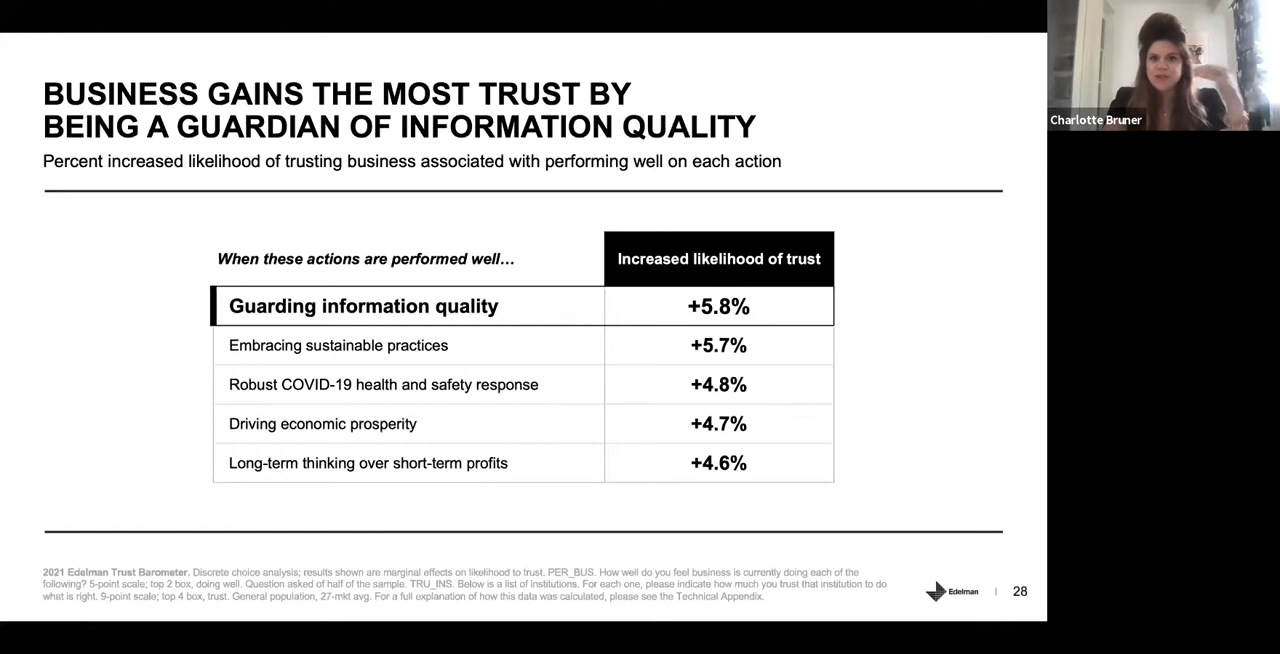 BUSINESS GAINS THE MOST TRUST BY
BEING A GUARDIAN OF INFORMATION QUALITY
Percent increased likelihood of trusting business associated with performing well on each action
When these actions are performed well… Increased likelihood of trust
Guarding information quality +5.8%
Embracing sustainable practices +5.7%
Robust COVID-19 health and safety response +4.8%
Driving economic prosperity +4.7%
Long-term thinking over short-term profits +4.6%
2021 Edelman Trust Barometer. Discrete choice analysis; results shown are marginal effects on likelihood to trust. PER_BUS. How well do you feel business is currently doing each of the
following? 5-point scale; top 2 box, doing well. Question asked of half of the sample. TRU_INS. Below is a list of institutions. For each one, please indicate how much you trust that institution to do
what is right. 9-point scale; top 4 box, trust. General population, 27-mkt avg. For a full explanation of how this data was calculated, please see the Technical Appendix.
Edelman | 28
Charlotte Bruner